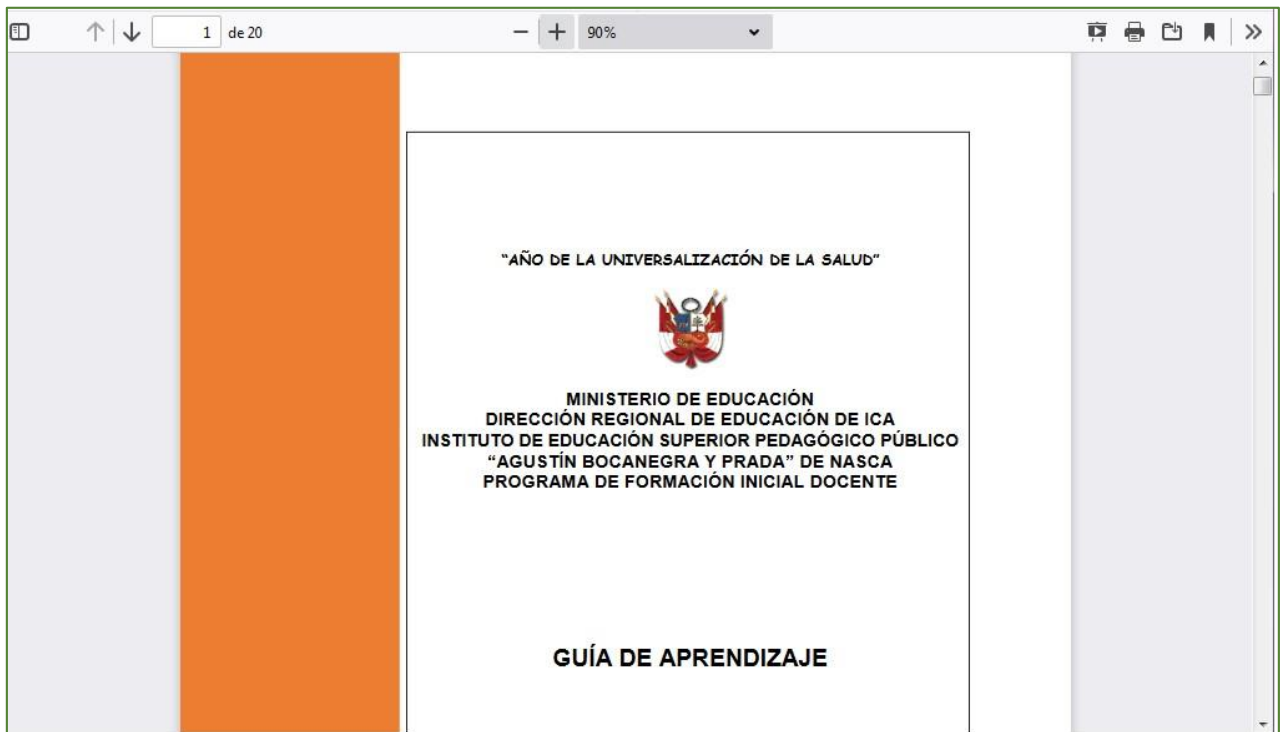 1 de 20
90%
"AÑO DE LA UNIVERSALIZACIÓN DE LA SALUD"
MINISTERIO DE EDUCACIÓN
DIRECCIÓN REGIONAL DE EDUCACIÓN DE ICA
INSTITUTO DE EDUCACIÓN SUPERIOR PEDAGÓGICO PÚBLICO
“AGUSTÍN BOCANEGRA Y PRADA” DE NASCA
PROGRAMA DE FORMACIÓN INICIAL DOCENTE
GUÍA DE APRENDIZAJE